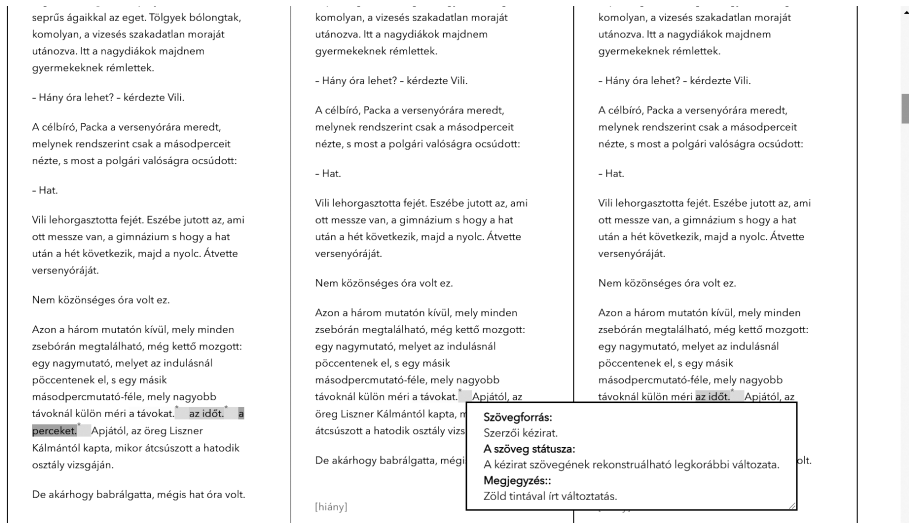 seprűs ágaikkal az eget. Tölgyek bólongtak,
komolyan, a vizesés szakadatlan moraját
utánozva. Itt a nagydiákok majdnem
gyermekeknek rémlettek.
– Hány óra lehet? – kérdezte Vili.
A célbíró, Packa a versenyórára meredt,
melynek rendszerint csak a másodperceit
nézte, s most a polgári valóságra ocsúdott:
– Hat.
Vili lehorgasztotta fejét. Eszébe jutott az, ami
ott messze van, a gimnázium s hogy a hat
után a hét következik, majd a nyolc. Átvette
versenyóráját.
Nem közönséges óra volt ez.
Azon a három mutatón kívül, mely minden
zsebórán megtalálható, még kettő mozgott:
egy nagymutató, melyet az indulásnál
pöccentenek el, s egy másik
másodpercmutató-féle, mely nagyobb
távoknál külön méri a távokat.* az időt.* a
perceket.* Apjától, az öreg Liszner
Kálmántól kapta, mikor átcsúszott a hatodik
osztály vizsgáján.
De akárhogy babrálgatta, mégis hat óra volt.
komolyan, a vizesés szakadatlan moraját
utánozva. Itt a nagydiákok majdnem
gyermekeknek rémlettek.
– Hány óra lehet? – kérdezte Vili.
A célbíró, Packa a versenyórára meredt,
melynek rendszerint csak a másodperceit
nézte, s most a polgári valóságra ocsúdott:
– Hat.
Vili lehorgasztotta fejét. Eszébe jutott az, ami
ott messze van, a gimnázium s hogy a hat
után a hét következik, majd a nyolc. Átvette
versenyóráját.
Nem közönséges óra volt ez.
Azon a három mutatón kívül, mely minden
zsebórán megtalálható, még kettő mozgott:
egy nagymutató, melyet az indulásnál
pöccentenek el, s egy másik
másodpercmutató-féle, mely nagyobb
távoknál külön méri a távokat.* Apjától, az
öreg Liszner Kálmántól kapta,
átcsúszott a hatodik osztály
De akárhogy babrálgatta,
[hiány]
komolyan, a vizesés szakadatlan moraját
utánozva. Itt a nagydiákok majdnem
gyermekeknek rémlettek.
– Hány óra lehet? – kérdezte Vili.
A célbíró, Packa a versenyórára meredt,
melynek rendszerint csak a másodperceit
nézte, s most a polgári valóságra ocsúdott:
– Hat.
Vili lehorgasztotta fejét. Eszébe jutott az, ami
ott messze van, a gimnázium s hogy a hat
után a hét következik, majd a nyolc. Átvette
versenyóráját.
Nem közönséges óra volt ez.
Azon a három mutatón kívül, mely minden
zsebórán megtalálható, még kettő mozgott:
egy nagymutató, melyet az indulásnál
pöccentenek el, s egy másik
másodpercmutató-féle, mely nagyobb
távoknál külön méri az időt.* Apjától, az
Szövegforrás:
Szerzői kézirat.
A szöveg státusza:
A kézirat szövegének rekonstruálható legkorábbi változata.
Megjegyzés::
Zöld tintával írt változtatás.